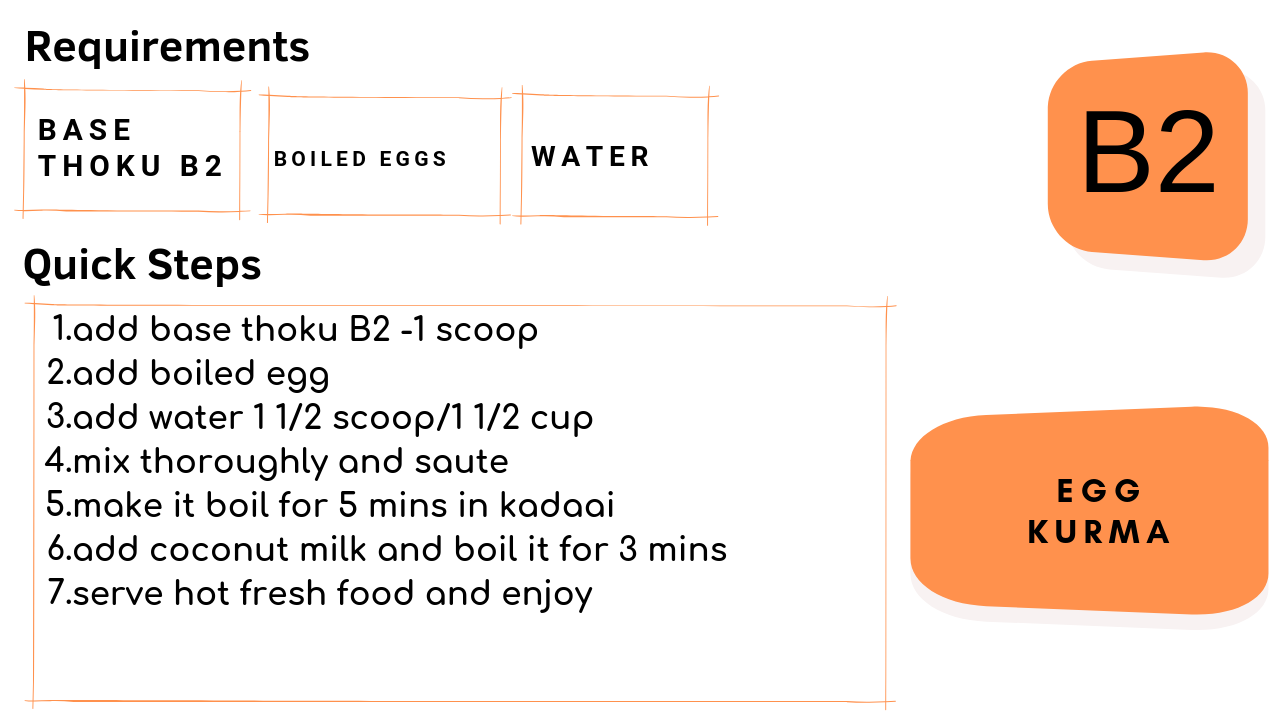 Requirements
BASE
THOKU B2
BOILED EGGS
WATER
B2
Quick Steps
1.add base thoku B2 -1 scoop
2.add boiled egg
3.add water 1 1/2 scoop/1 1/2 cup
4.mix thoroughly and saute
5.make it boil for 5 mins in kadaai
6.add coconut milk and boil it for 3 mins
7.serve hot fresh food and enjoy
EGG
KURMA